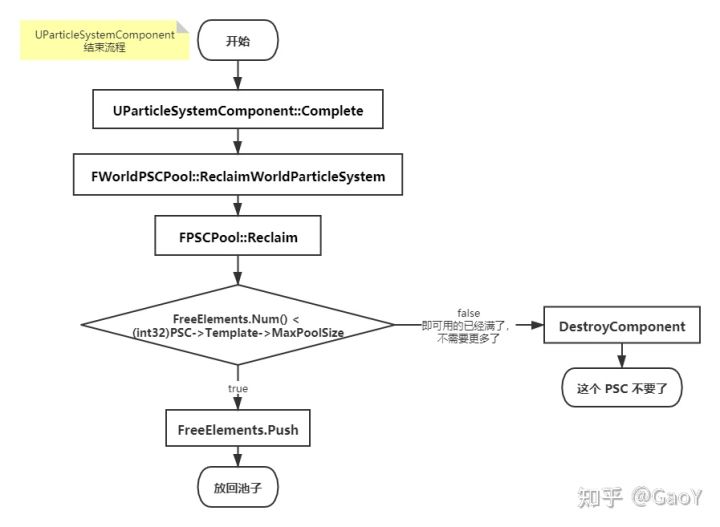 UParticleSystemComponent
结束流程
开始
UParticleSystemComponent::Complete
FWorldPSCPool::ReclaimWorldParticleSystem
FPSCPool::Reclaim
FreeElements.Num() <
(int32)PSC->Template->MaxPoolSize
false
即可用的已经满了，
不需要更多了
DestroyComponent
这个 PSC 不要了
true
FreeElements.Push
放回池子
知乎 @GaoY